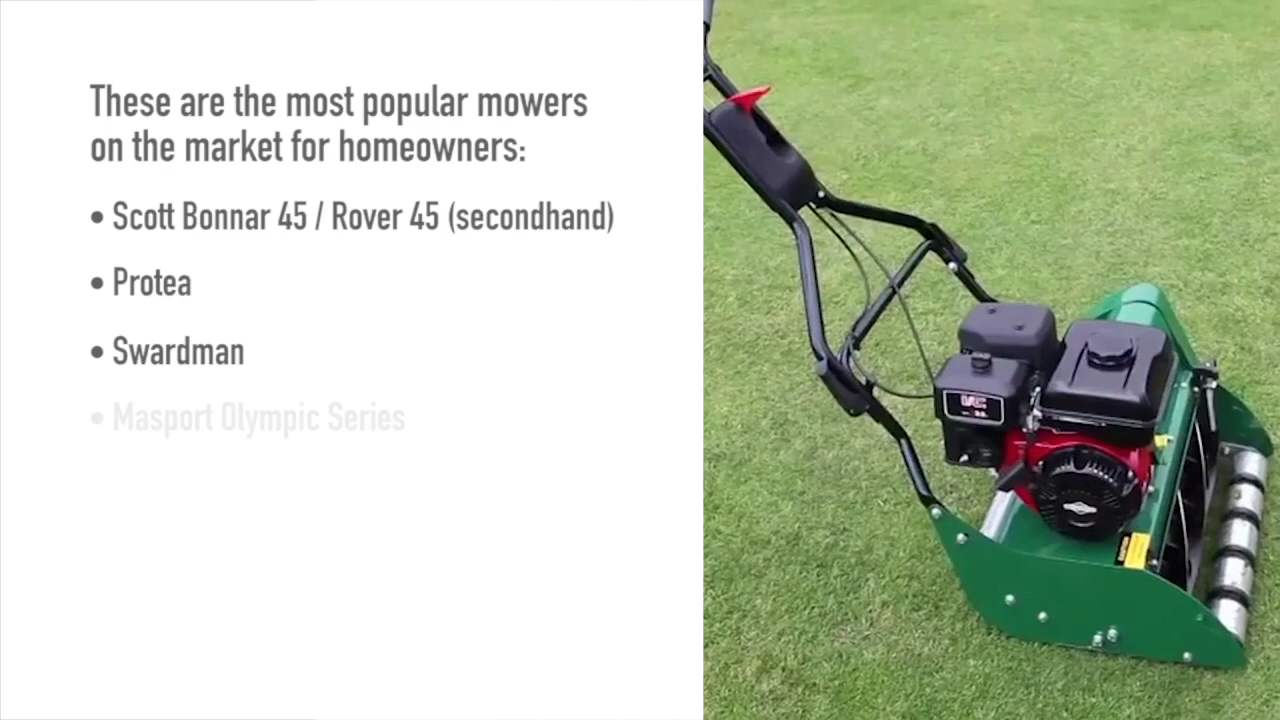 These are the most popular mowers
on the market for homeowners:
• Scott Bonnar 45 / Rover 45 (secondhand)
• Protea
• Swardman
• Masport Olympic Series